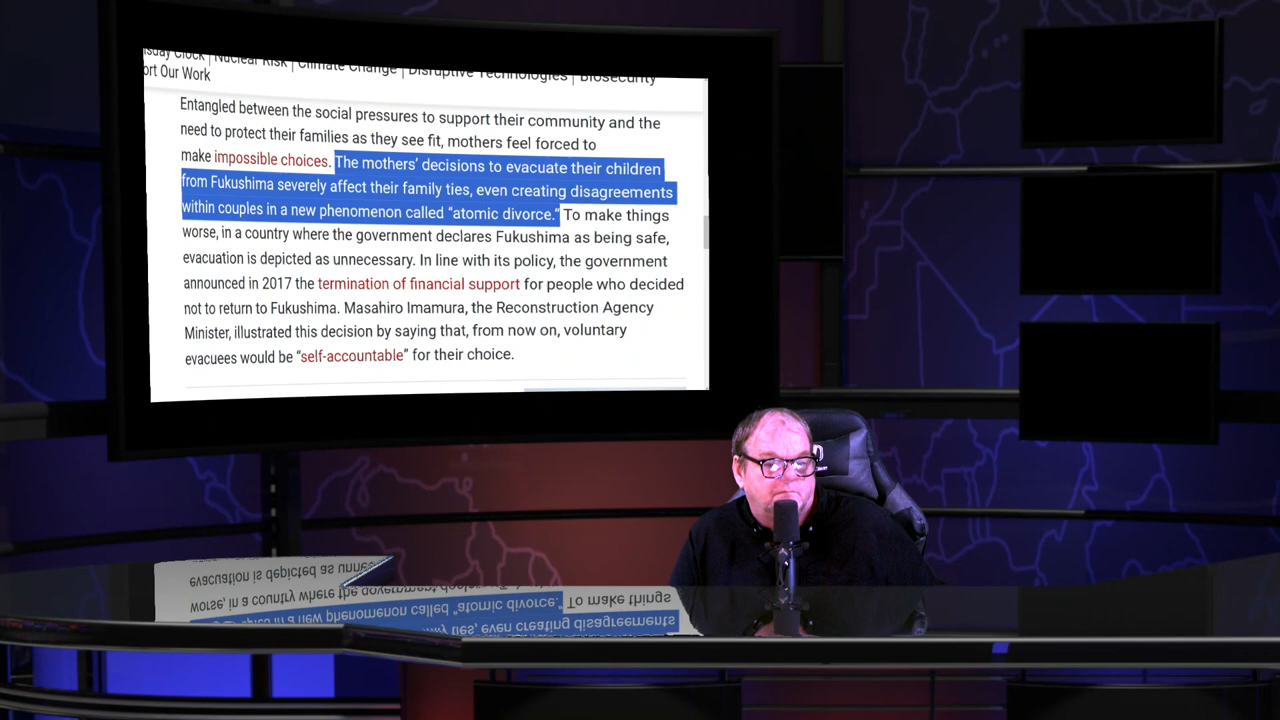 sday Clock | Nuclear Risk | Climate Change | Disruptive Technologies | Biosecurity
ort Our Work
Entangled between the social pressures to support their community and the
need to protect their families as they see fit, mothers feel forced to
make impossible choices. The mothers’ decisions to evacuate their children
from Fukushima severely affect their family ties, even creating disagreements
within couples in a new phenomenon called “atomic divorce.” To make things
worse, in a country where the government declares Fukushima as being safe,
evacuation is depicted as unnecessary. In line with its policy, the government
announced in 2017 the termination of financial support for people who decided
not to return to Fukushima. Masahiro Imamura, the Reconstruction Agency
Minister, illustrated this decision by saying that, from now on, voluntary
evacuees would be “self-accountable” for their choice.